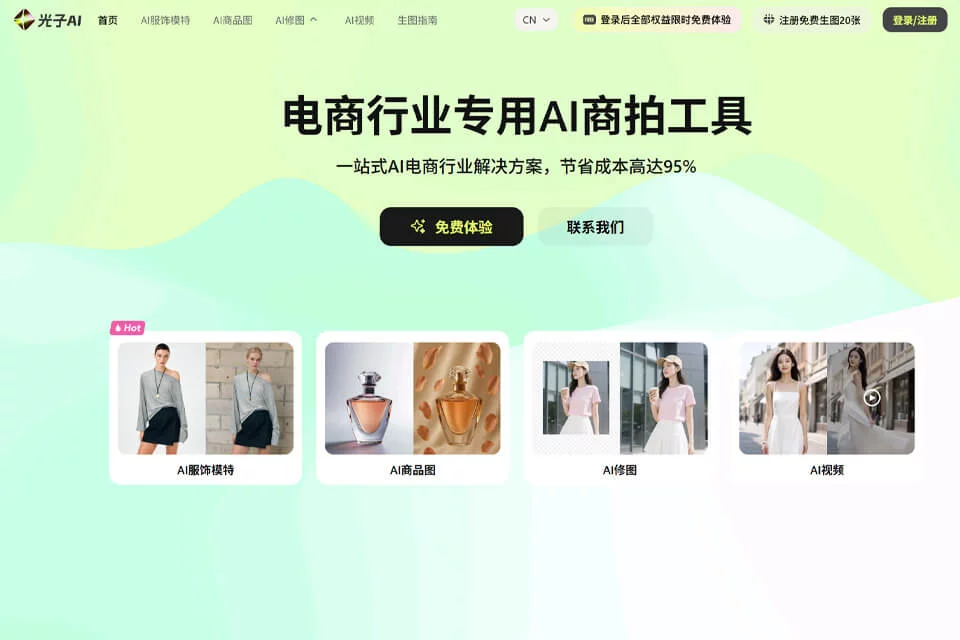 光子AI 首页 AI服饰模特 AI商品图 AI修图 AI视频 生图指南 CN 登录后全部权益限时免费体验 注册免费生图20张 登录/注册
电商行业专用AI商拍工具
一站式AI电商行业解决方案，节省成本高达95%
免费体验 联系我们
Hot
AI服饰模特 AI商品图 AI修图 AI视频